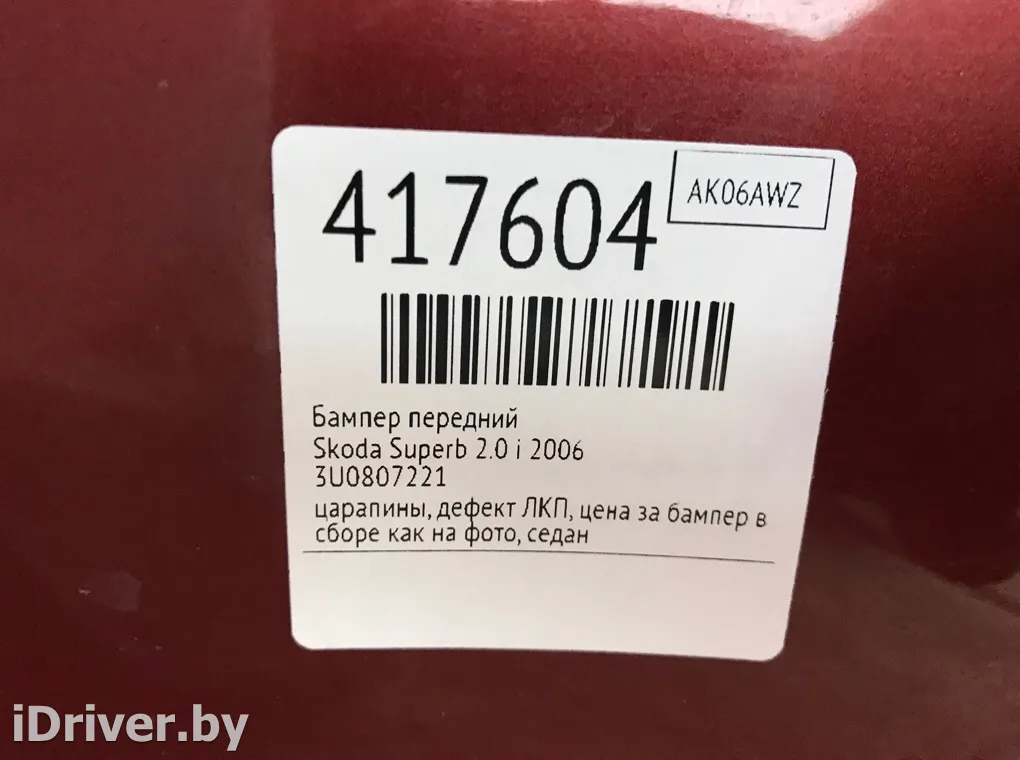 417604
AK06AWZ
Бампер передний
Skoda Superb 2.0 i 2006
3U0807221
царапины, дефект ЛКП, цена за бампер в
сборе как на фото, седан
iDriver.by